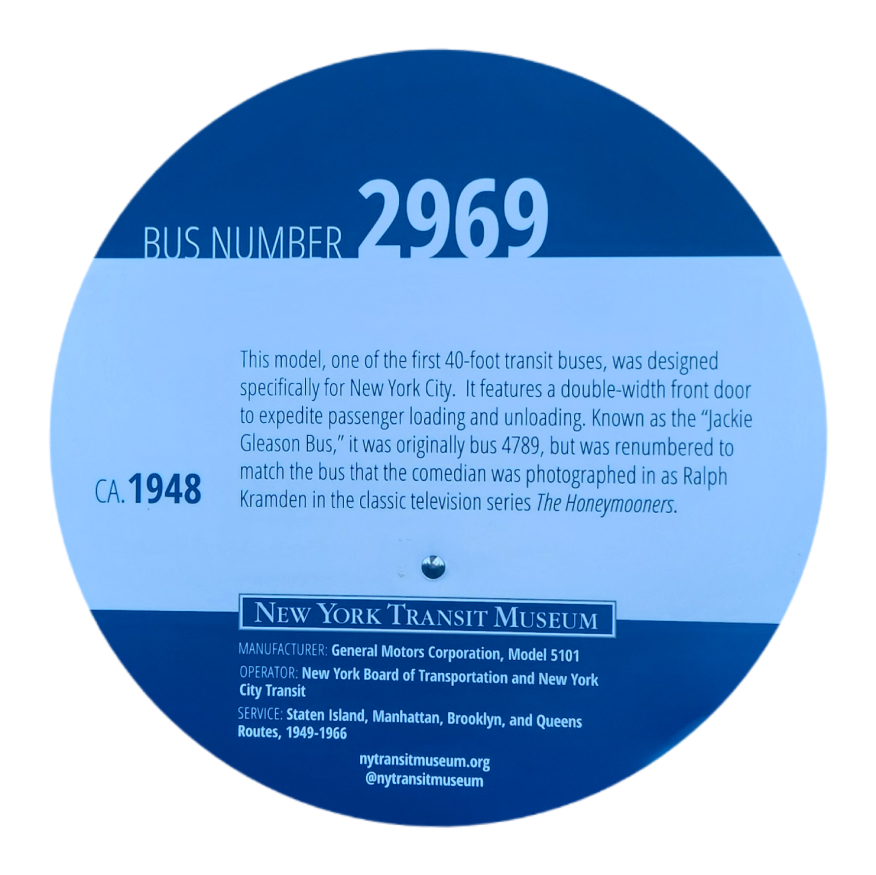 BUS NUMBER 2969
This model, one of the first 40-foot transit buses, was designed
specifically for New York City.  It features a double-width front door
to expedite passenger loading and unloading. Known as the “Jackie
Gleason Bus,” it was originally bus 4789, but was renumbered to
match the bus that the comedian was photographed in as Ralph
Kramden in the classic television series The Honeymooners.
CA. 1948
NEW YORK TRANSIT MUSEUM
MANUFACTURER: General Motors Corporation, Model 5101
OPERATOR: New York Board of Transportation and New York
City Transit
SERVICE: Staten Island, Manhattan, Brooklyn, and Queens
Routes, 1949-1966
nytransitmuseum.org
@nytransitmuseum